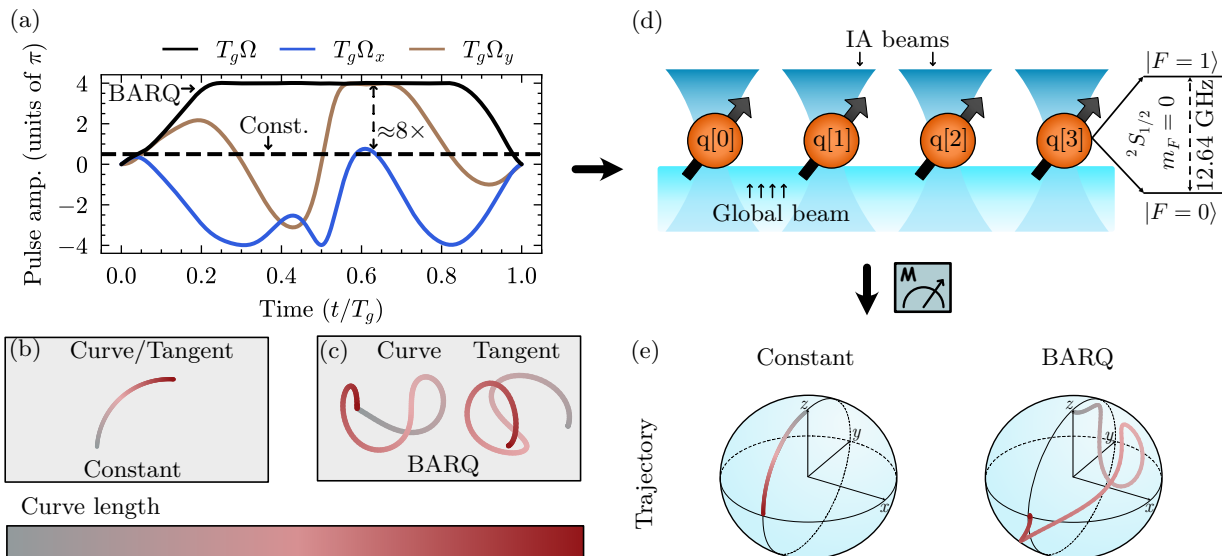 (a)
T_gΩ T_gΩ_x T_gΩ_y
Pulse amp. (units of π)
4
2
0
−2
−4
BARQ
Const.
≈8×
0.0 0.2 0.4 0.6 0.8 1.0
Time (t/T_g)
(b)
Curve/Tangent
Constant
(c)
Curve Tangent
BARQ
Curve length
(d)
IA beams
q[0] q[1] q[2] q[3]
Global beam
|F = 1⟩
²S_{1/2}
m_F = 0
12.64 GHz
|F = 0⟩
M
(e)
Constant BARQ
Trajectory
z
y
x
z
y
x